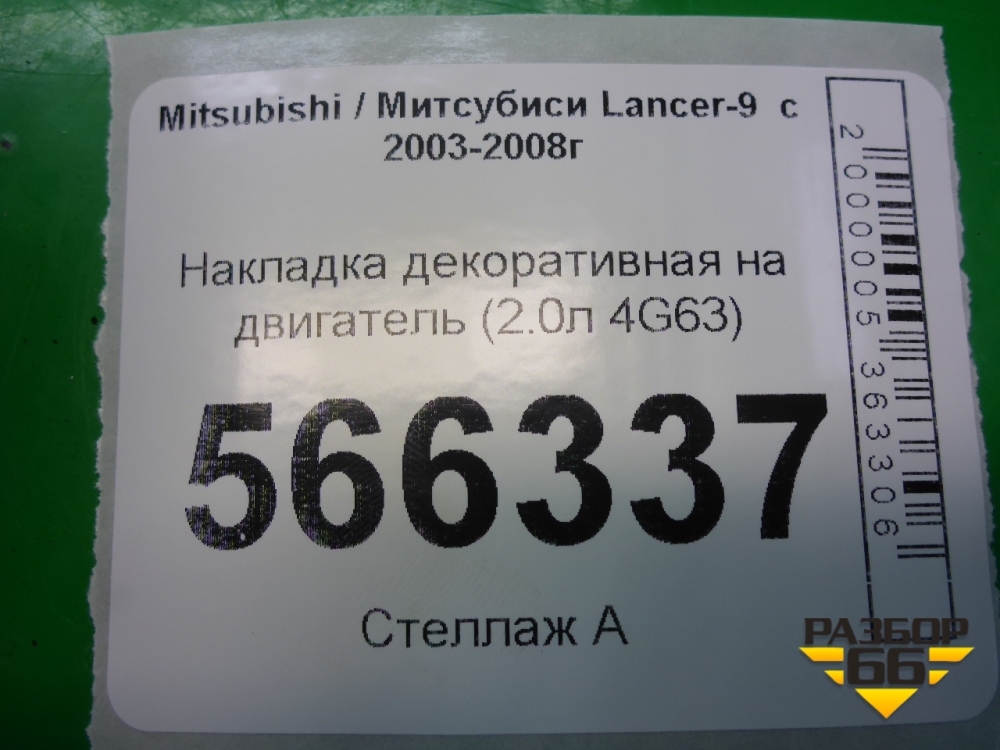 Mitsubishi / Митсубиси Lancer-9 с
2003-2008г
Накладка декоративная на
двигатель (2.0л 4G63)
566337
Стеллаж А
2000005363306
РАЗБОР
66